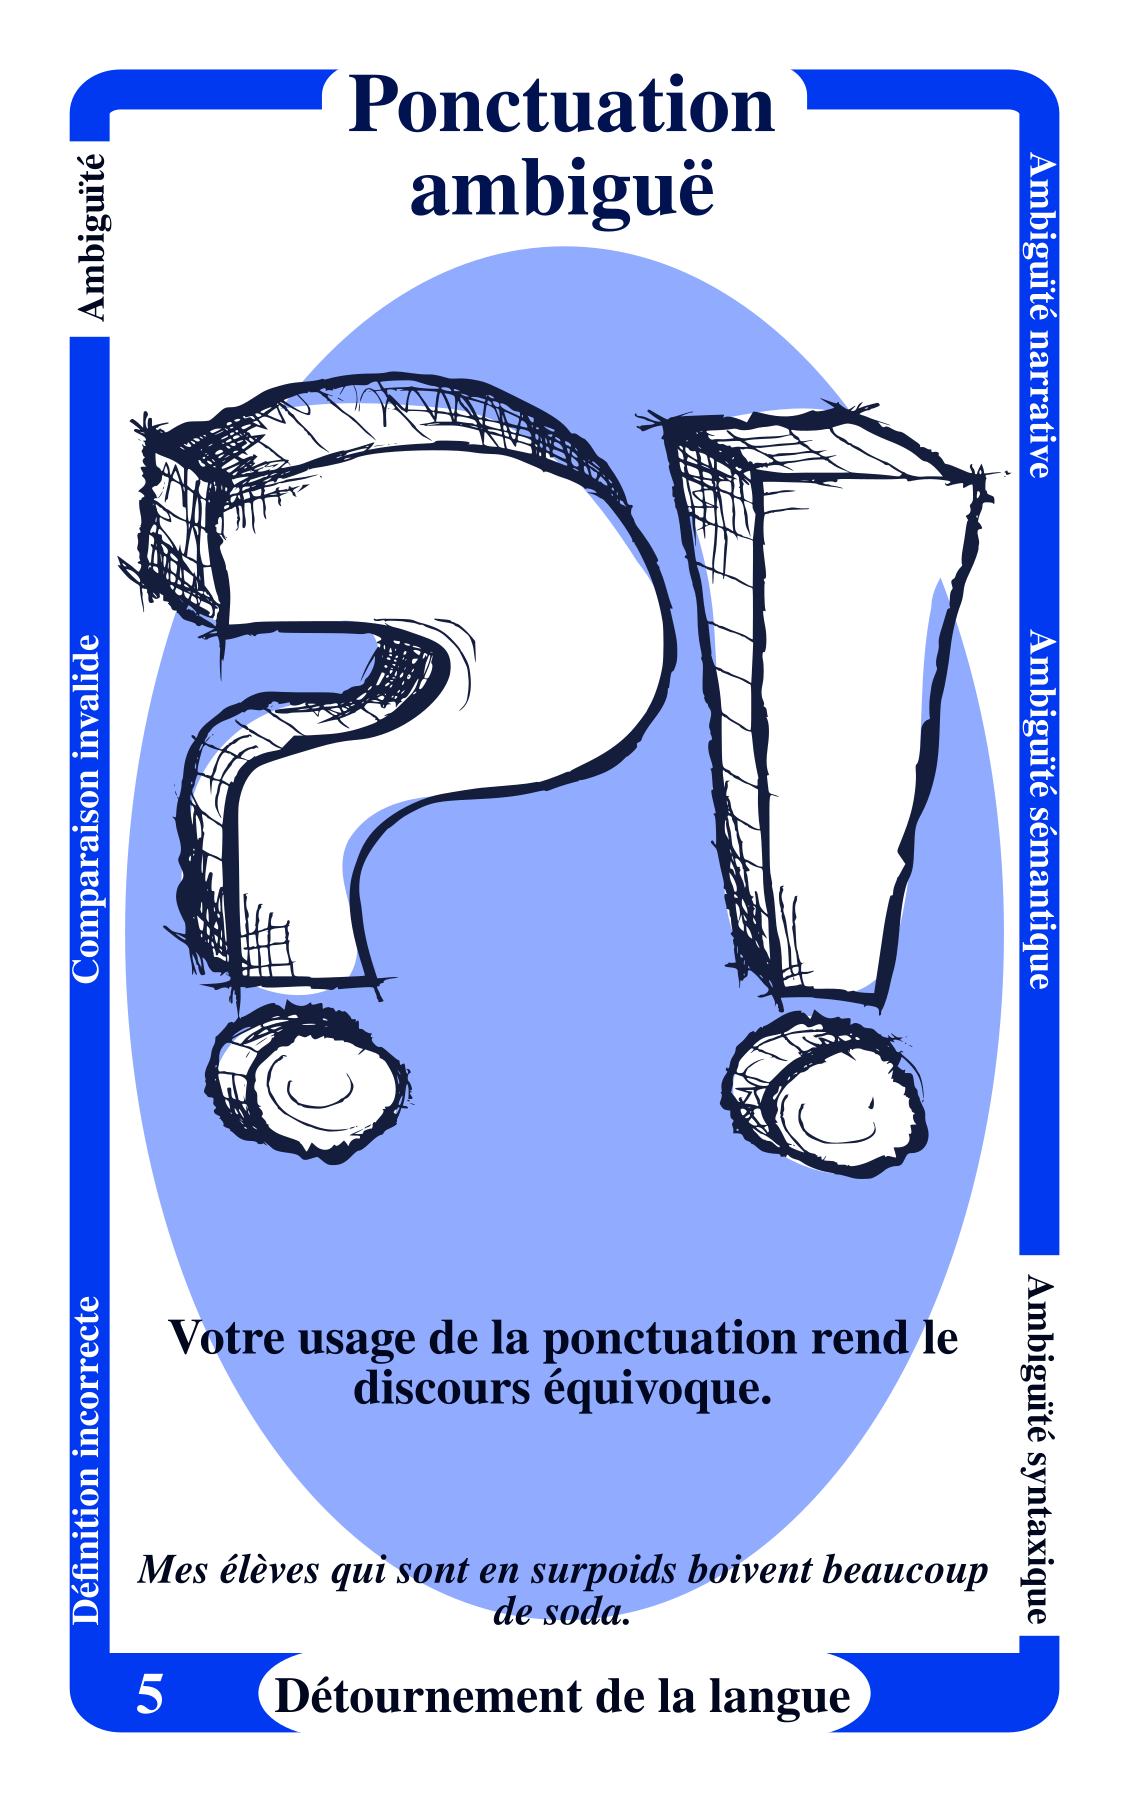 Ponctuation
ambiguë
Ambiguïté
Comparaison invalide
Définition incorrecte
Ambiguïté narrative
Ambiguïté sémantique
Ambiguïté syntaxique
?!
Votre usage de la ponctuation rend le
discours équivoque.
Mes élèves qui sont en surpoids boivent beaucoup
de soda.
5
Détournement de la langue